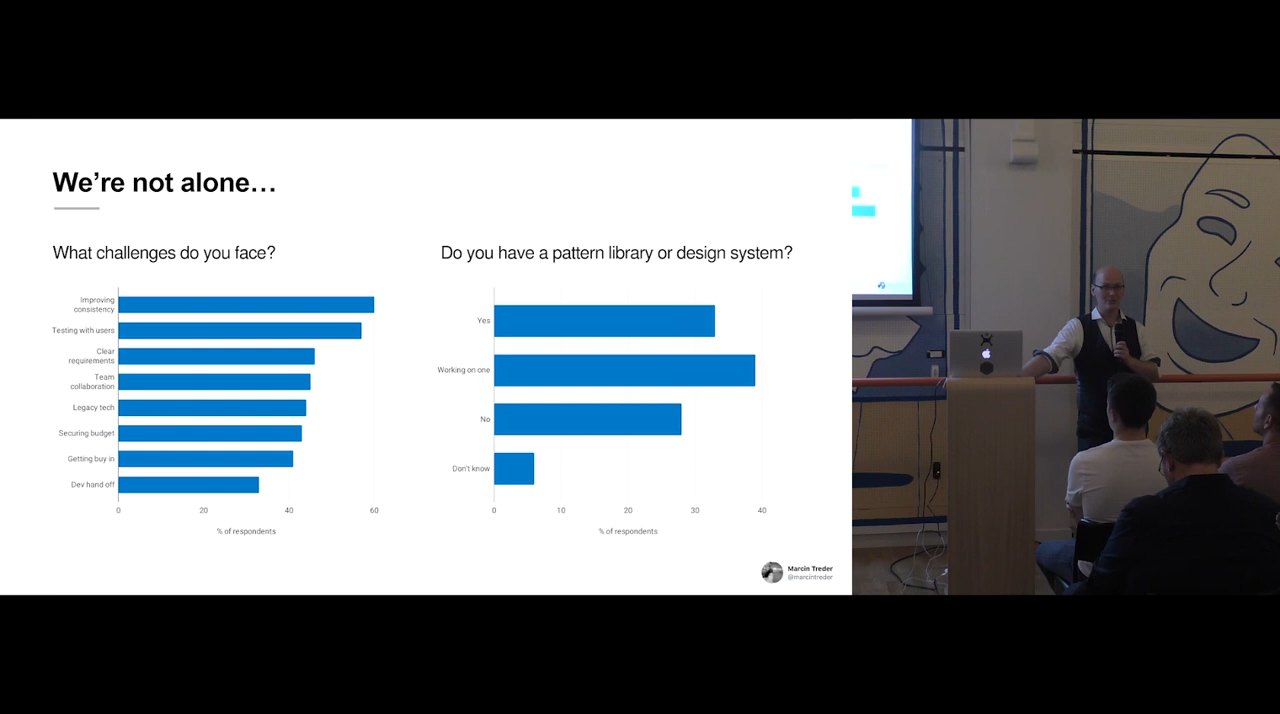 We're not alone…
What challenges do you face?
Improving
consistency
Testing with users
Clear
requirements
Team
collaboration
Legacy tech
Securing budget
Getting buy in
Dev hand off
0 20 40 60
% of respondents
Do you have a pattern library or design system?
Yes
Working on one
No
Don't know
0 10 20 30 40
% of respondents
Marcin Treder
@marcintreder